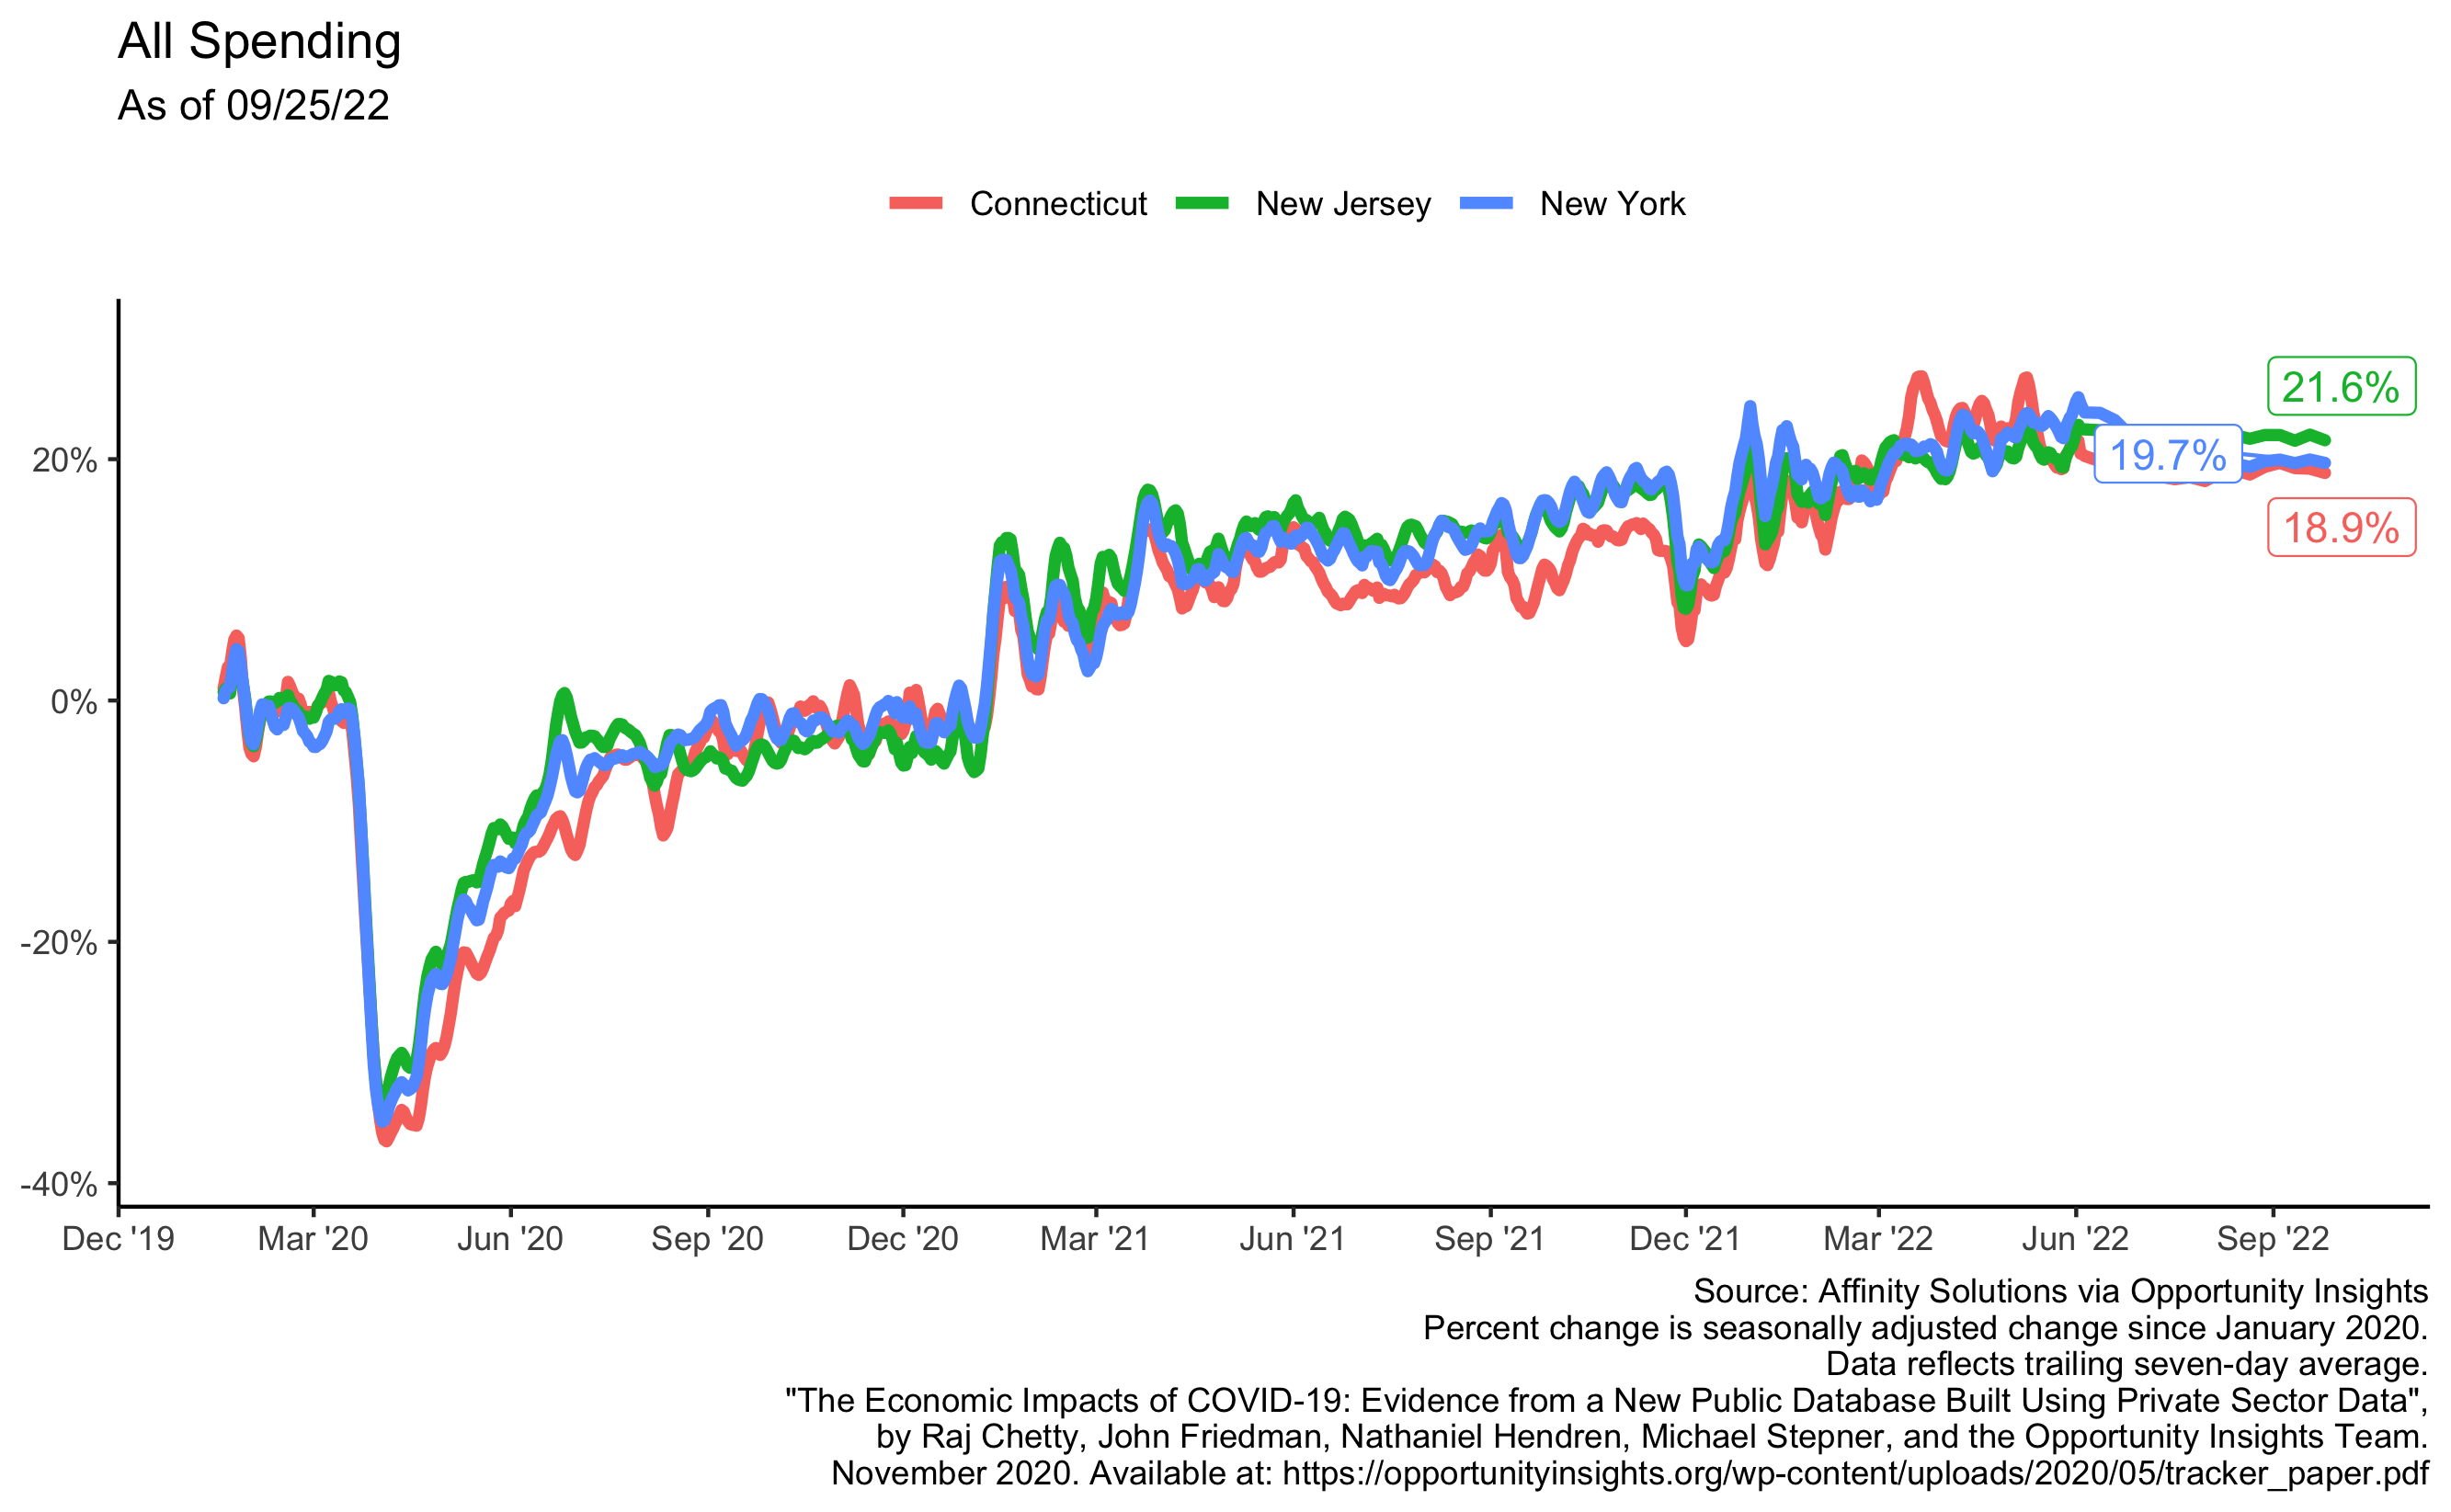 All Spending
As of 09/25/22
Connecticut New Jersey New York
21.6%
20%
19.7%
18.9%
0%
-20%
-40%
Dec '19 Mar '20 Jun '20 Sep '20 Dec '20 Mar '21 Jun '21 Sep '21 Dec '21 Mar '22 Jun '22 Sep '22
Source: Affinity Solutions via Opportunity Insights
Percent change is seasonally adjusted change since January 2020.
Data reflects trailing seven-day average.
"The Economic Impacts of COVID-19: Evidence from a New Public Database Built Using Private Sector Data",
by Raj Chetty, John Friedman, Nathaniel Hendren, Michael Stepner, and the Opportunity Insights Team.
November 2020. Available at: https://opportunityinsights.org/wp-content/uploads/2020/05/tracker_paper.pdf